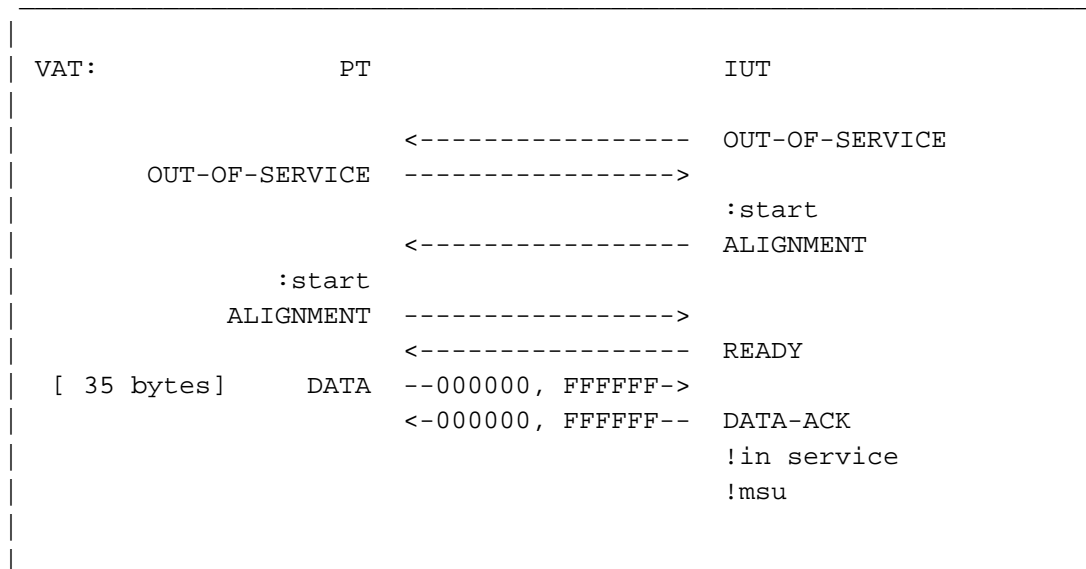 VAT: PT IUT
<----------------- OUT-OF-SERVICE
OUT-OF-SERVICE ----------------->
:start
<----------------- ALIGNMENT
:start
ALIGNMENT ----------------->
<----------------- READY
[ 35 bytes] DATA --000000, FFFFFF->
<-000000, FFFFFF-- DATA-ACK
!in service
!msu